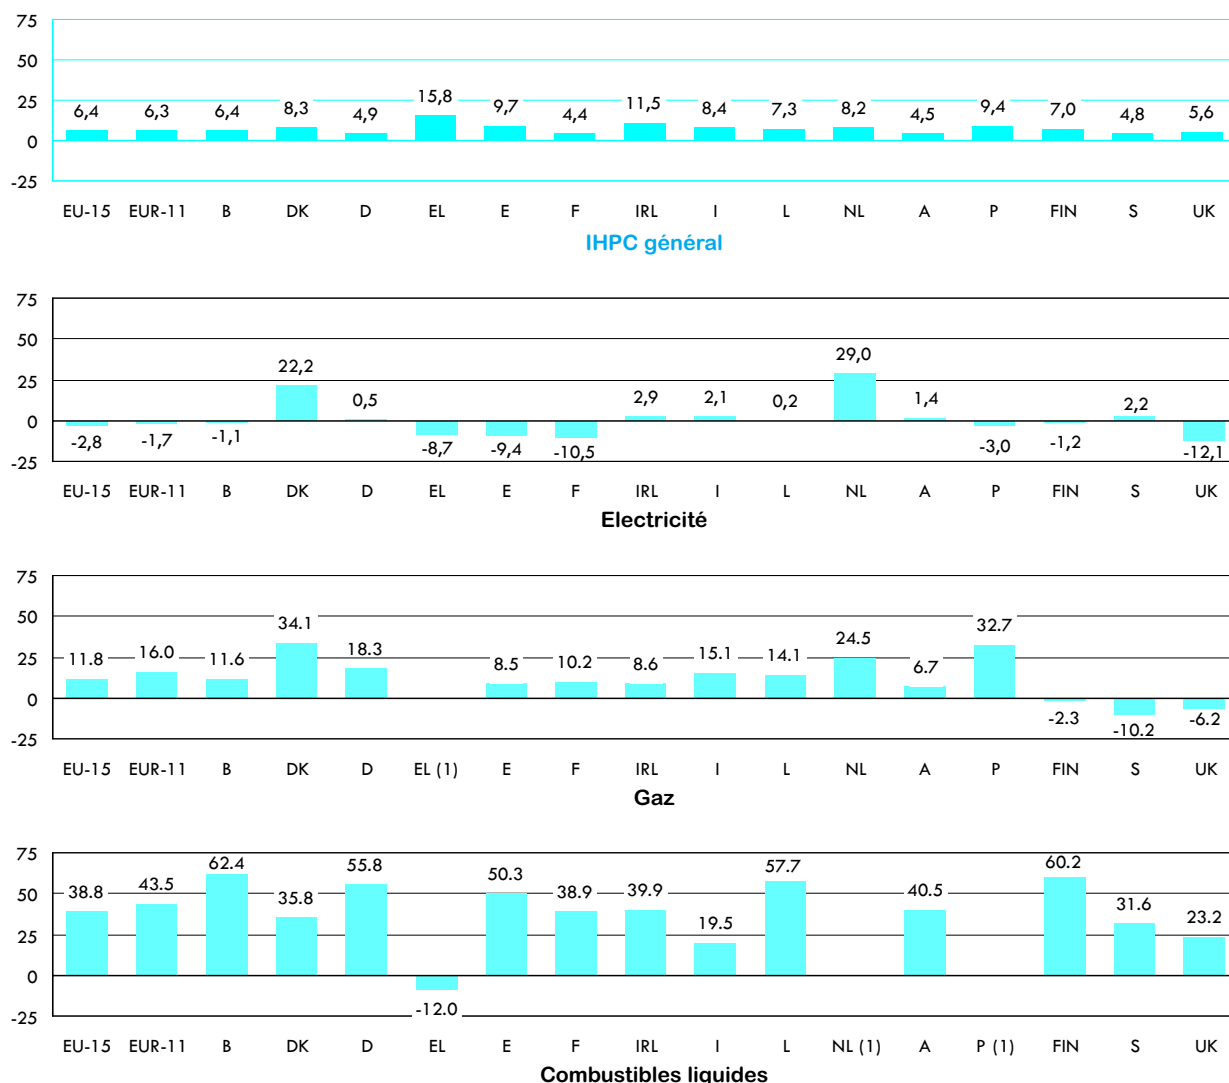 75
50
25
0
-25
6,4 6,3 6,4 8,3 4,9 15,8 9,7 4,4 11,5 8,4 7,3 8,2 4,5 9,4 7,0 4,8 5,6
EU-15 EUR-11 B DK D EL E F IRL I L NL A P FIN S UK
IHPC général
75
50
25
0
-25
-2,8 -1,7 -1,1 22,2 0,5 -8,7 -9,4 -10,5 2,9 2,1 0,2 29,0 1,4 -3,0 -1,2 2,2 -12,1
EU-15 EUR-11 B DK D EL E F IRL I L NL A P FIN S UK
Electricité
75
50
25
0
-25
11.8 16.0 11.6 34.1 18.3 8.5 10.2 8.6 15.1 14.1 24.5 6.7 32.7 -2.3 -10.2 -6.2
EU-15 EUR-11 B DK D EL (1) E F IRL I L NL A P FIN S UK
Gaz
75
50
25
0
-25
38.8 43.5 62.4 35.8 55.8 -12.0 50.3 38.9 39.9 19.5 57.7 40.5 60.2 31.6 23.2
EU-15 EUR-11 B DK D EL E F IRL I L NL (1) A P (1) FIN S UK
Combustibles liquides